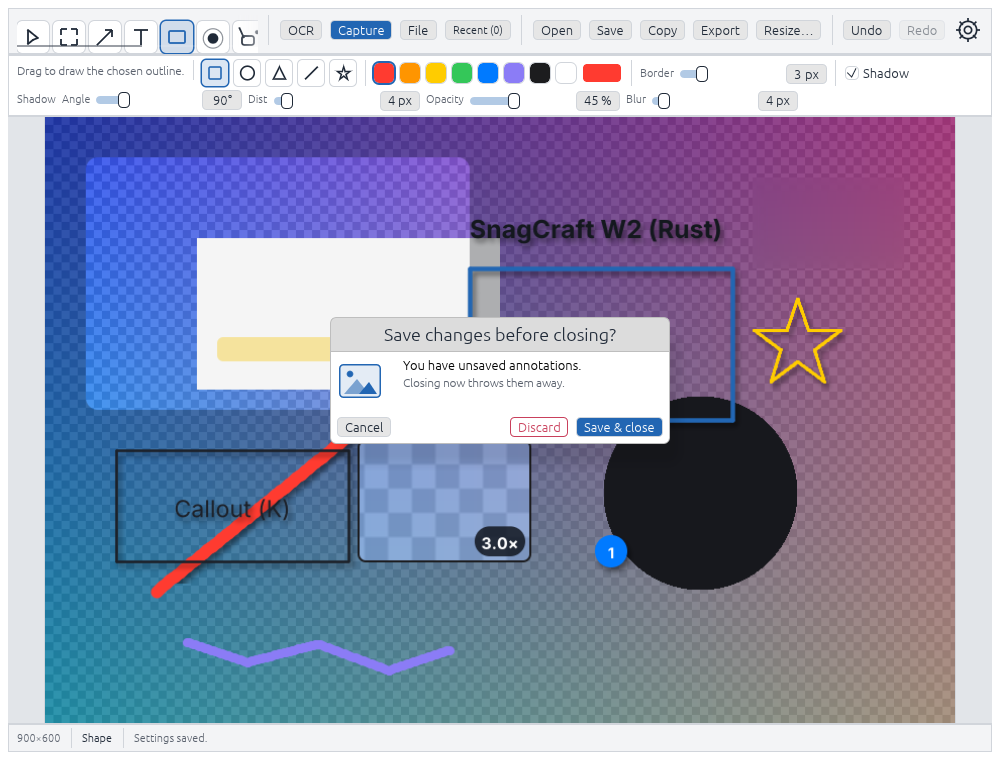 OCR Capture File Recent (0) Open Save Copy Export Resize... Undo Redo
Drag to draw the chosen outline. Border 3 px Shadow
Shadow Angle 90° Dist 4 px Opacity 45 % Blur 4 px
SnagCraft W2 (Rust)
Save changes before closing?
You have unsaved annotations.
Closing now throws them away.
Cancel Discard Save & close
Callout (K)
3.0×
1
900×600 Shape Settings saved.